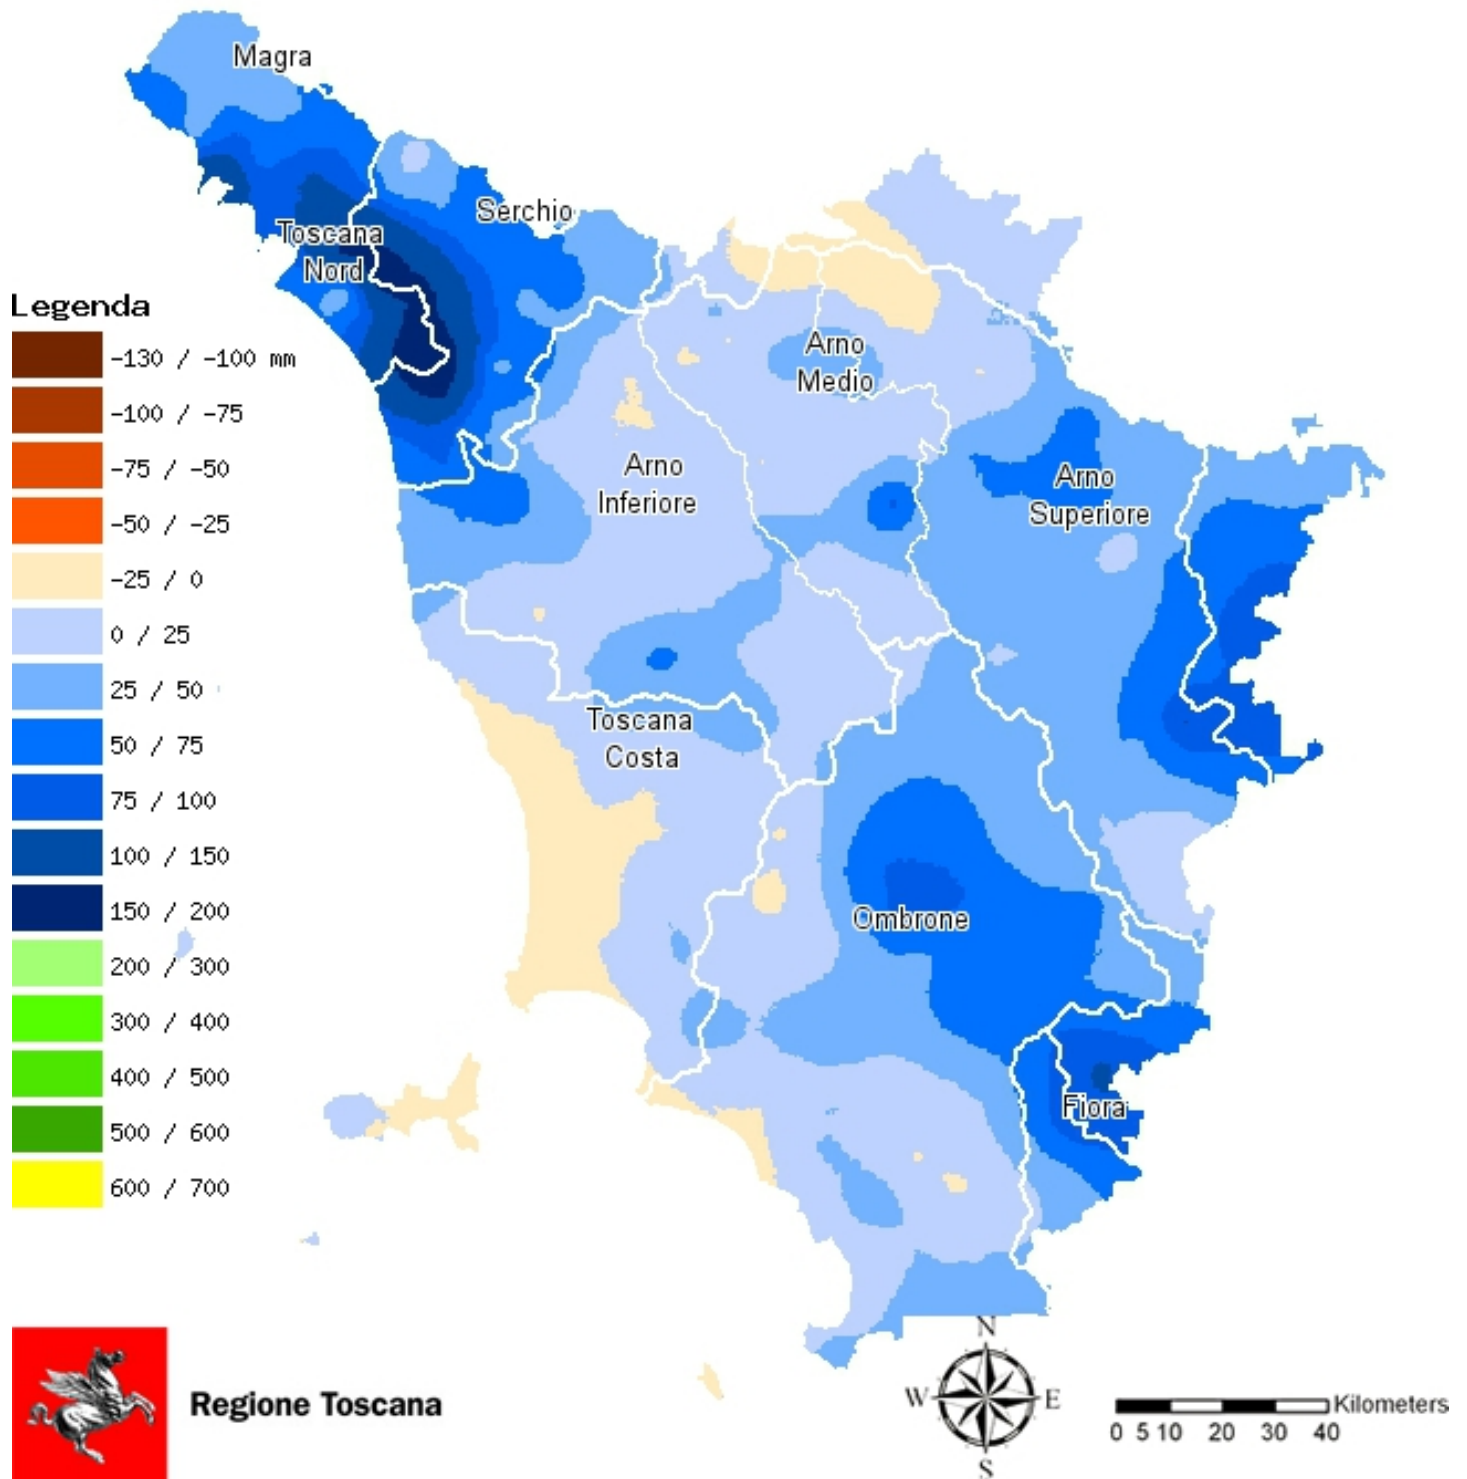 Magra
Serchio
Toscana
Nord
Legenda
-130 / -100 mm
-100 / -75
-75 / -50
-50 / -25
-25 / 0
0 / 25
25 / 50
50 / 75
75 / 100
100 / 150
150 / 200
200 / 300
300 / 400
400 / 500
500 / 600
600 / 700
Arno
Medio
Arno
Inferiore
Arno
Superiore
Toscana
Costa
Ombrone
Fiora
Regione Toscana
N
W
E
S
Kilometers
0 5 10 20 30 40